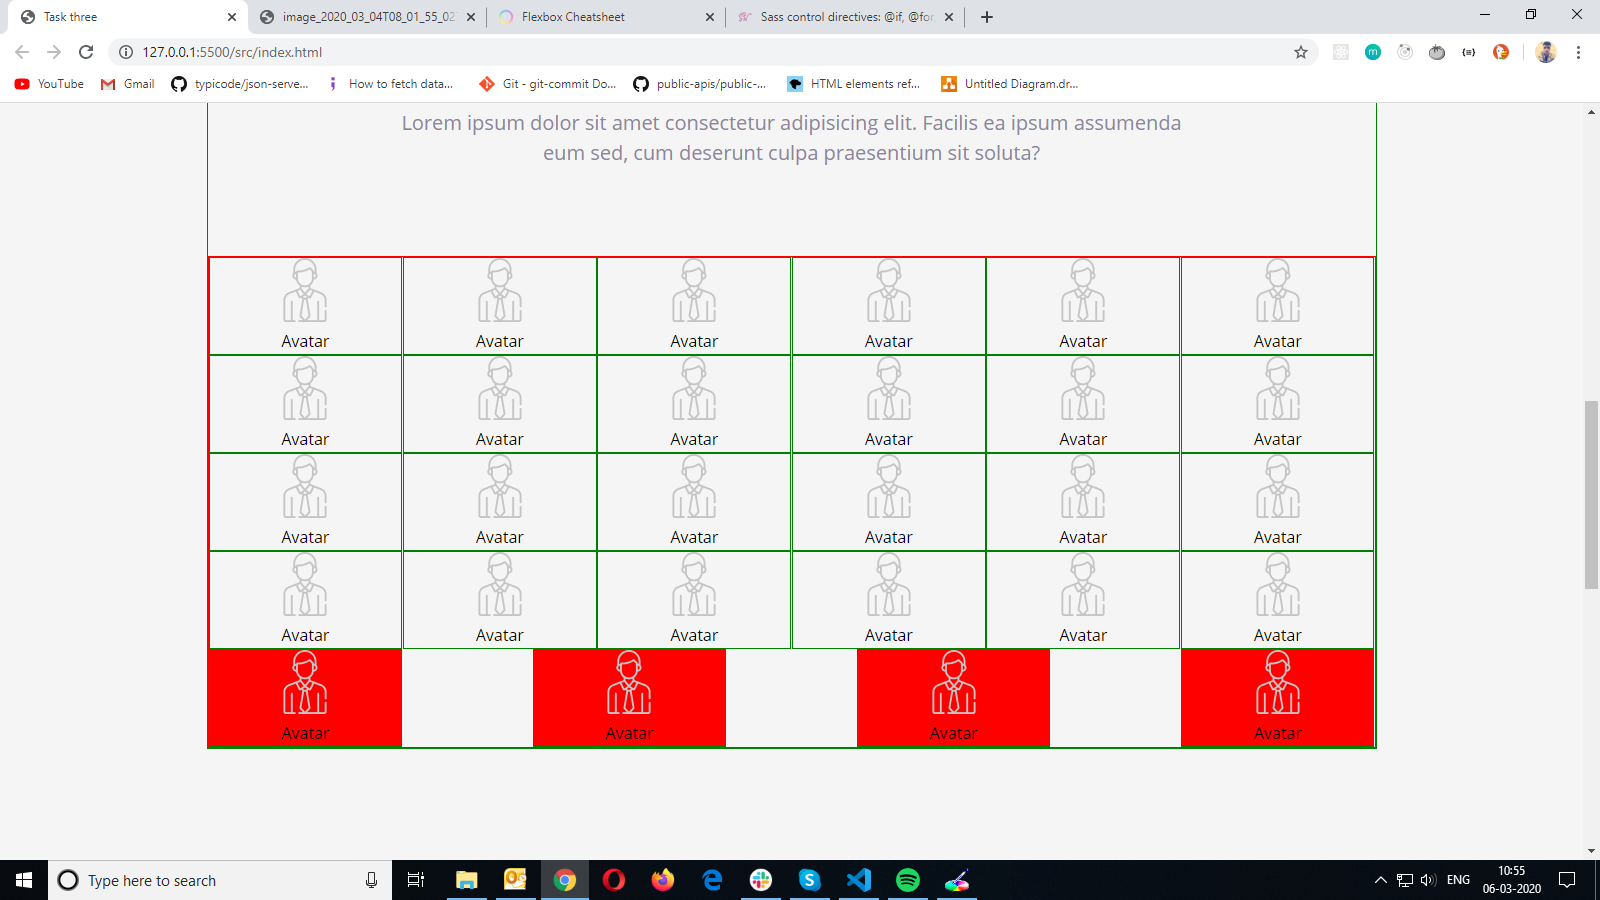 Task three
image_2020_03_04T08_01_55_02
Flexbox Cheatsheet
Sass control directives: @if, @for
127.0.0.1:5500/src/index.html
YouTube
Gmail
typicode/json-serve...
How to fetch data...
Git - git-commit Do...
public-apis/public-...
HTML elements ref...
Untitled Diagram.dr...
Lorem ipsum dolor sit amet consectetur adipisicing elit. Facilis ea ipsum assumenda
eum sed, cum deserunt culpa praesentium sit soluta?
Avatar Avatar Avatar Avatar Avatar Avatar
Avatar Avatar Avatar Avatar Avatar Avatar
Avatar Avatar Avatar Avatar Avatar Avatar
Avatar Avatar Avatar Avatar Avatar Avatar
Avatar Avatar Avatar Avatar
Type here to search
ENG
10:55
06-03-2020